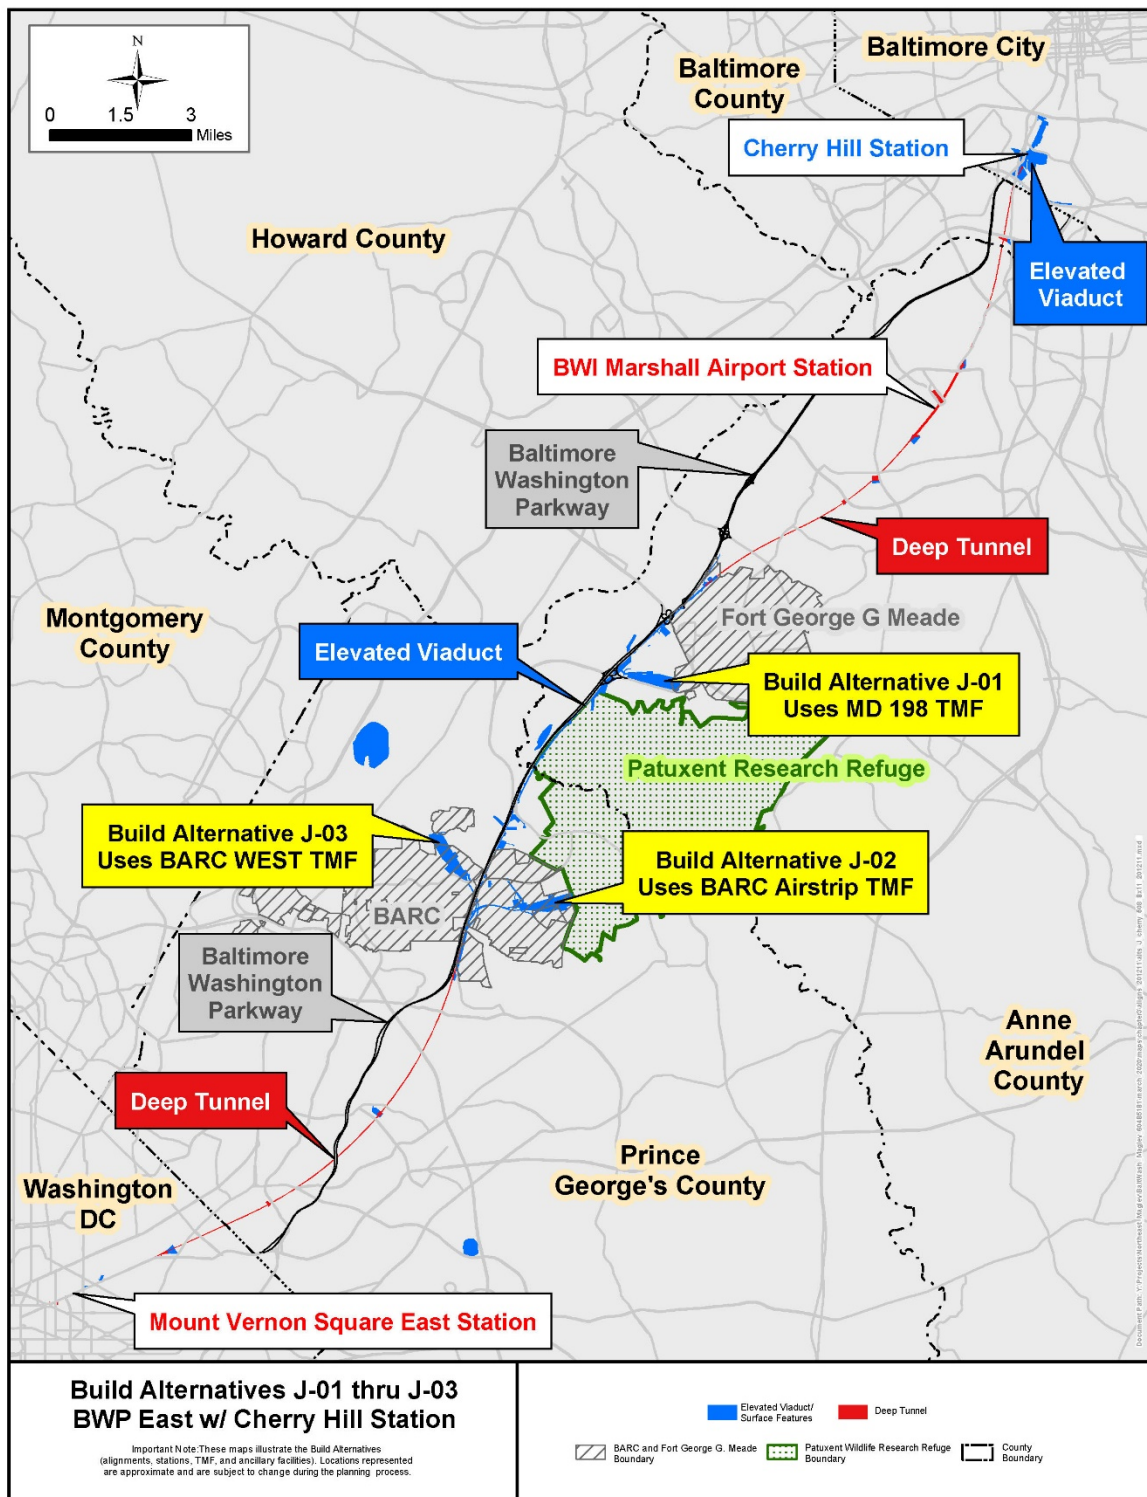 N
0 1.5 3
Miles
Baltimore City
Baltimore
County
Cherry Hill Station
Howard County
Elevated
Viaduct
BWI Marshall Airport Station
Baltimore
Washington
Parkway
Deep Tunnel
Fort George G Meade
Montgomery
County
Elevated Viaduct
Build Alternative J-01
Uses MD 198 TMF
Patuxent Research Refuge
Build Alternative J-03
Uses BARC WEST TMF
Build Alternative J-02
Uses BARC Airstrip TMF
BARC
Baltimore
Washington
Parkway
Anne
Arundel
County
Deep Tunnel
Prince
George's County
Washington
DC
Mount Vernon Square East Station
Build Alternatives J-01 thru J-03
BWP East w/ Cherry Hill Station
Important Note:These maps illustrate the Build Alternatives
(alignments, stations, TMF, and ancillary facilities). Locations represented
are approximate and are subject to change during the planning process.
Elevated Viaduct/
Surface Features
Deep Tunnel
BARC and Fort George G. Meade
Boundary
Patuxent Wildlife Research Refuge
Boundary
County
Boundary